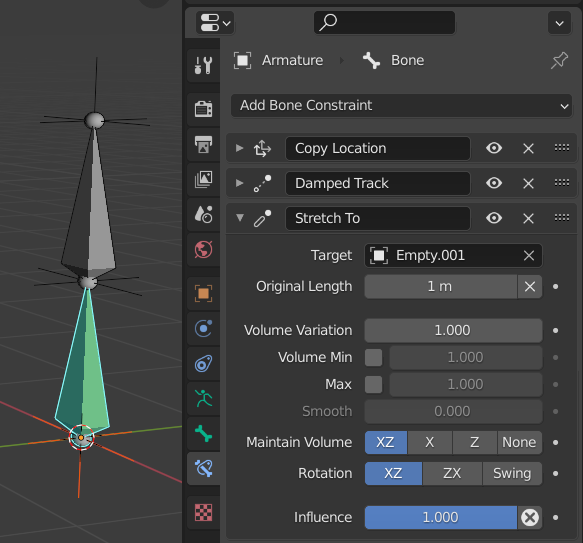 Armature Bone
Add Bone Constraint
Copy Location
Damped Track
Stretch To
Target Empty.001
Original Length 1 m
Volume Variation 1.000
Volume Min 1.000
Max 1.000
Smooth 0.000
Maintain Volume XZ X Z None
Rotation XZ ZX Swing
Influence 1.000